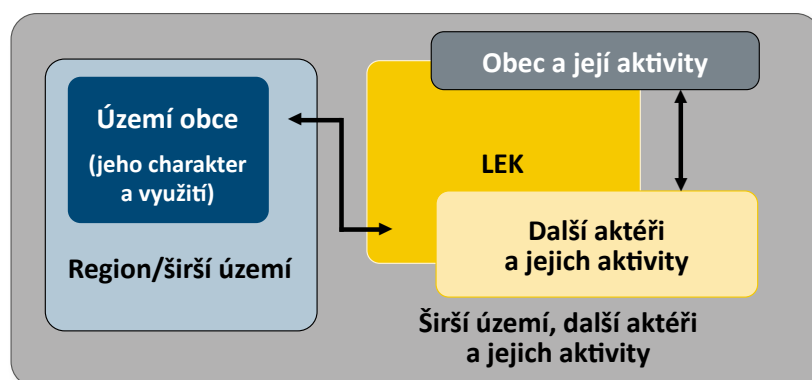 Území obce
(jeho charakter
a využití)
Region/širší území
Obec a její aktivity
LEK
Další aktéři
a jejich aktivity
Širší území, další aktéři
a jejich aktivity